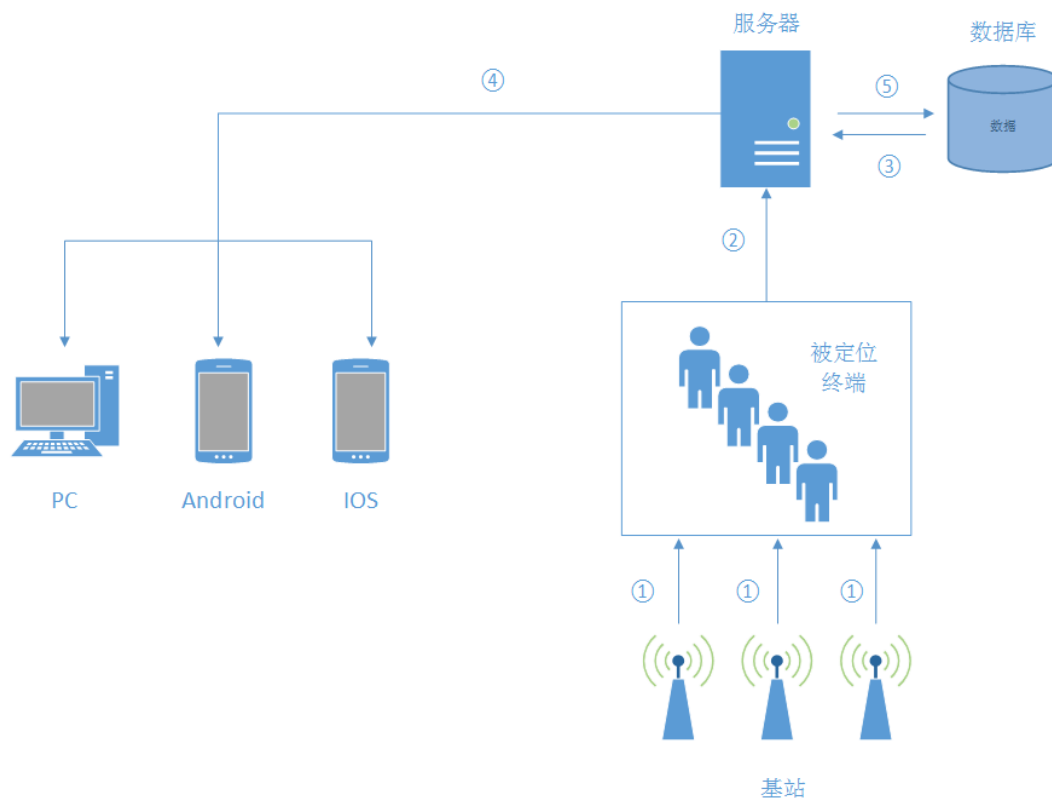 服务器
数据库
④
⑤
数据
③
②
被定位
终端
PC
Android
IOS
①
①
①
基站